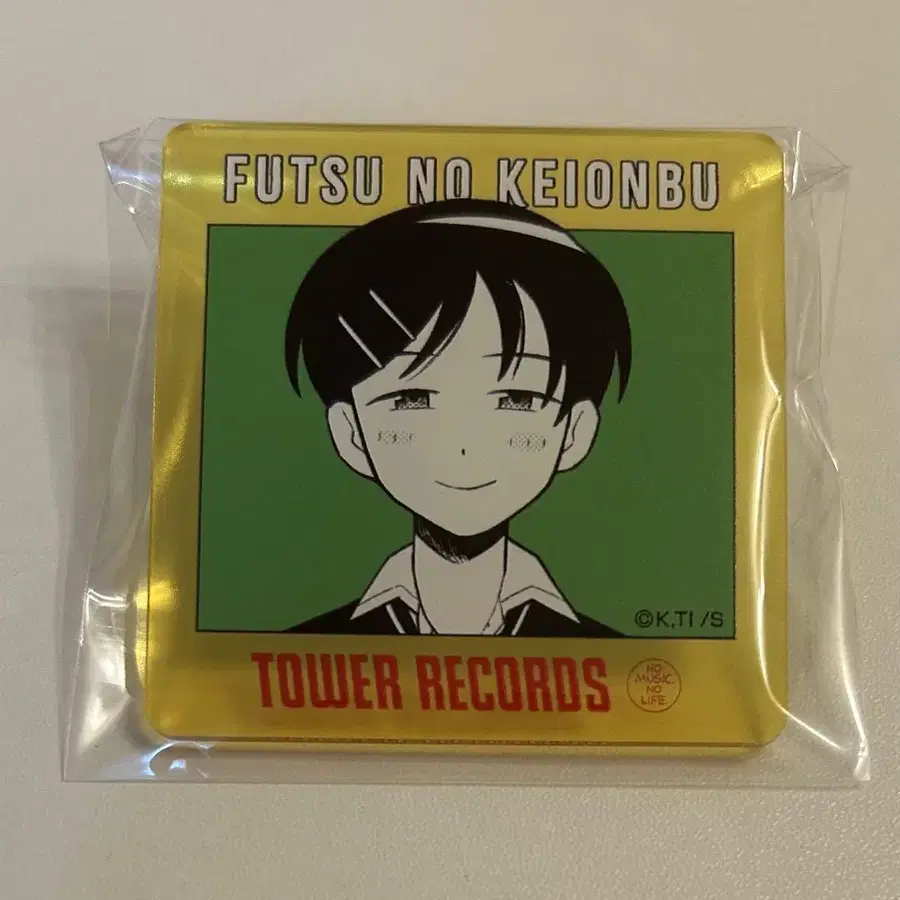 FUTSU NO KEIONBU
©K,TI /S
TOWER RECORDS
NO
MUSIC,
NO
LIFE.